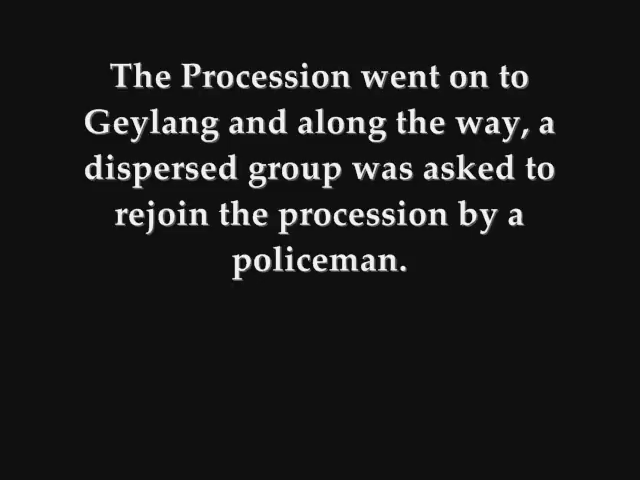 The Procession went on to
Geylang and along the way, a
dispersed group was asked to
rejoin the procession by a
policeman.